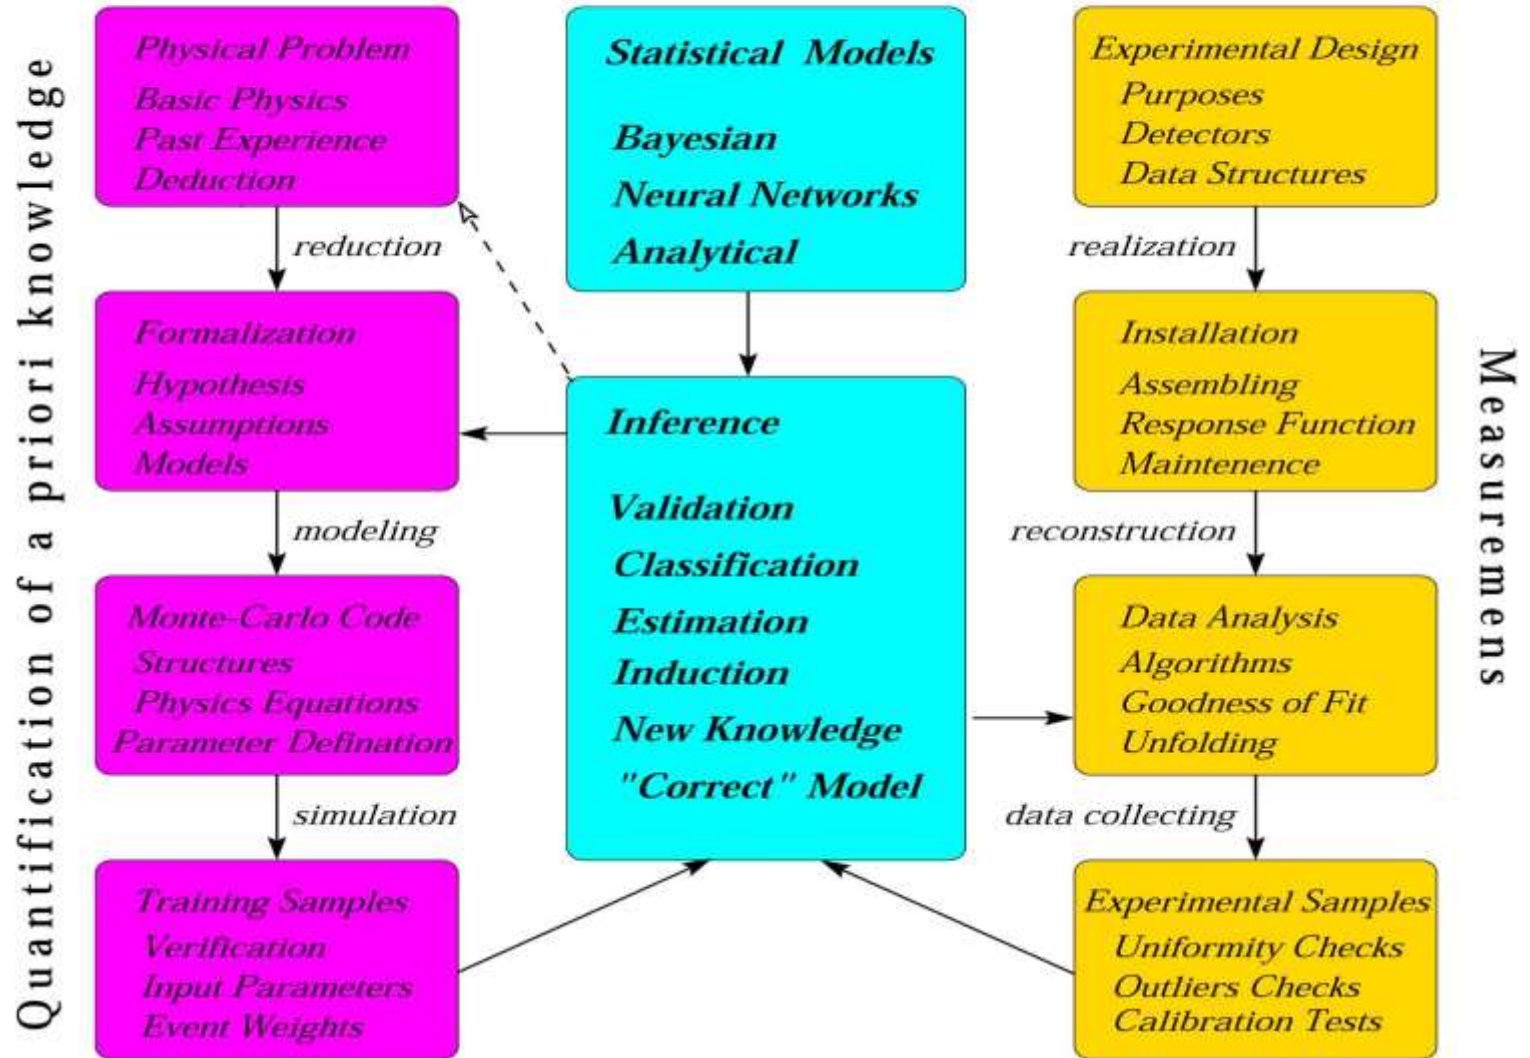 Quantification of a priori knowledge
Physical Problem
Basic Physics
Past Experience
Deduction
reduction
Formalization
Hypothesis
Assumptions
Models
modeling
Monte-Carlo Code
Structures
Physics Equations
Parameter Defination
simulation
Training Samples
Verification
Input Parameters
Event Weights
Statistical Models
Bayesian
Neural Networks
Analytical
Inference
Validation
Classification
Estimation
Induction
New Knowledge
"Correct" Model
Experimental Design
Purposes
Detectors
Data Structures
realization
Installation
Assembling
Response Function
Maintenence
reconstruction
Data Analysis
Algorithms
Goodness of Fit
Unfolding
data collecting
Experimental Samples
Uniformity Checks
Outliers Checks
Calibration Tests
Measuremens